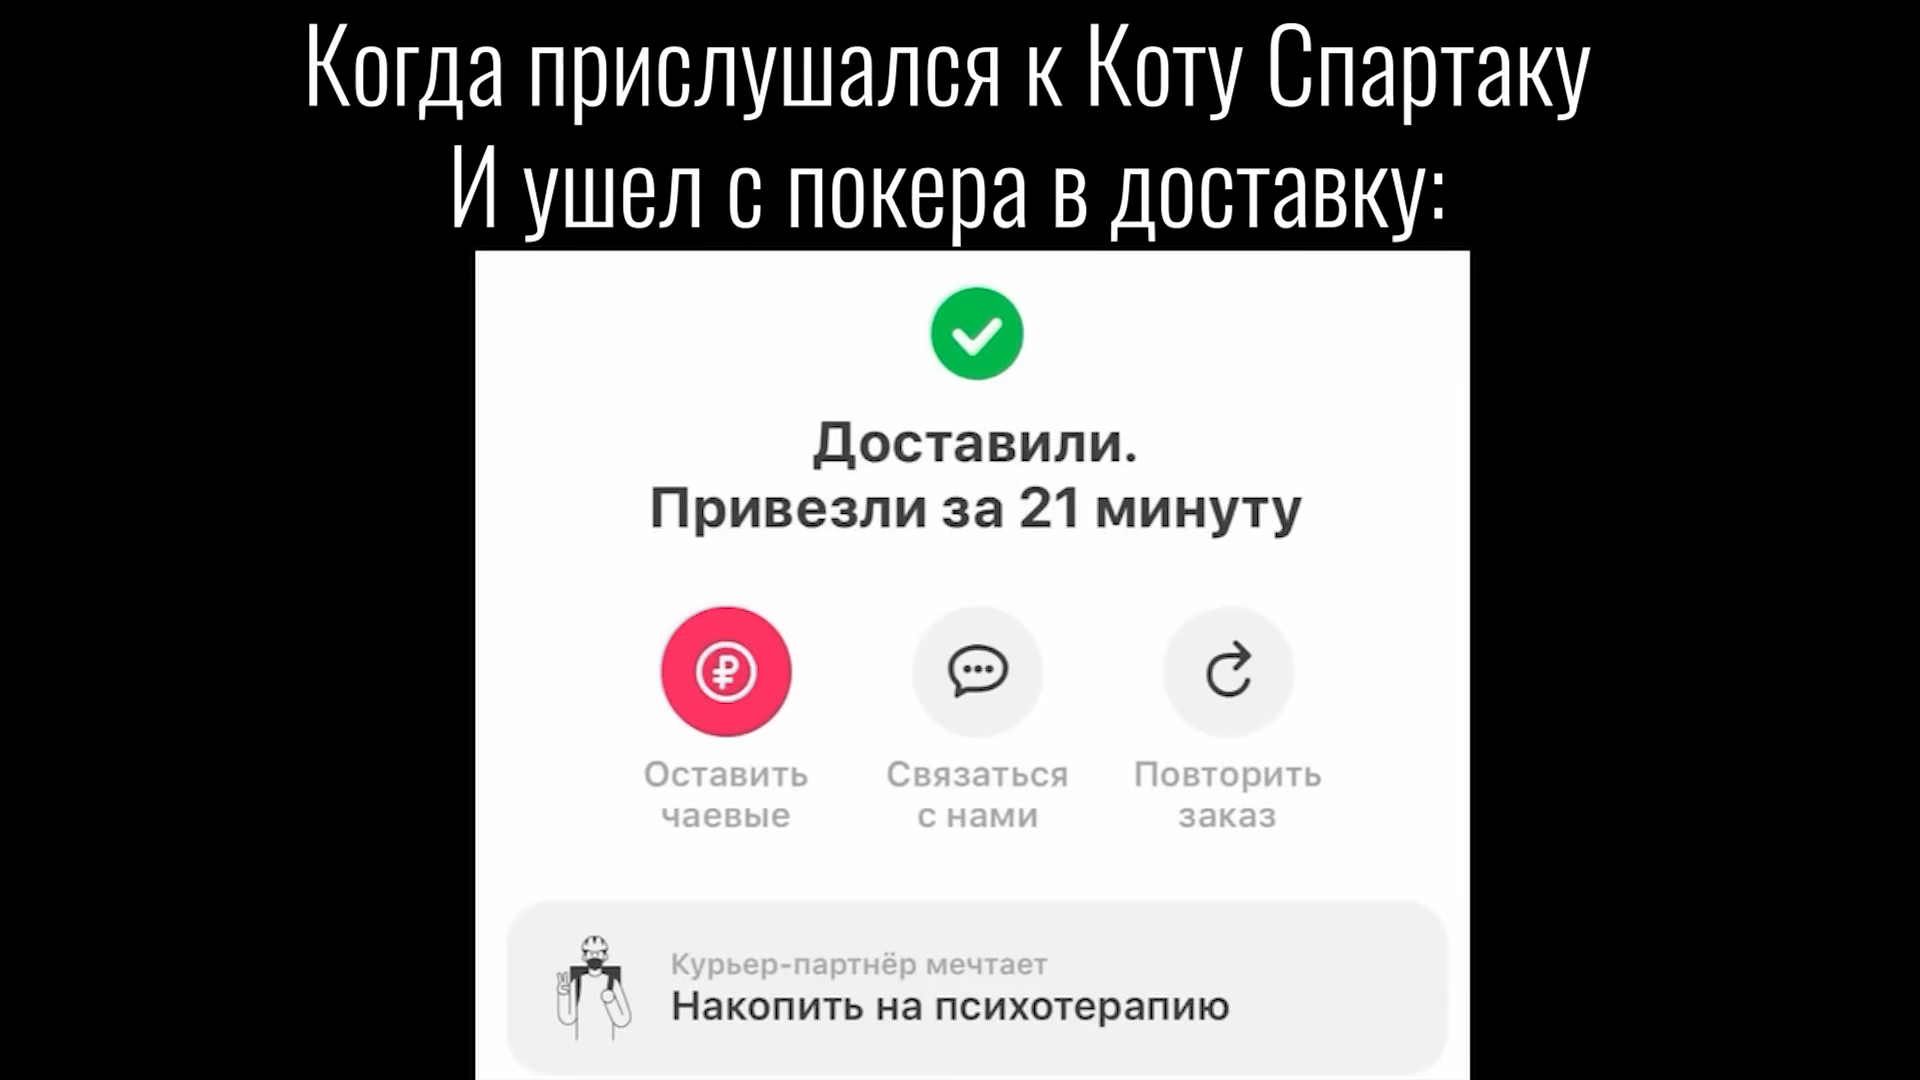 Когда прислушался к Коту Спартаку
И ушел с покера в доставку:
Доставили.
Привезли за 21 минуту
Оставить
чаевые
Связаться
с нами
Повторить
заказ
Курьер-партнёр мечтает
Накопить на психотерапию